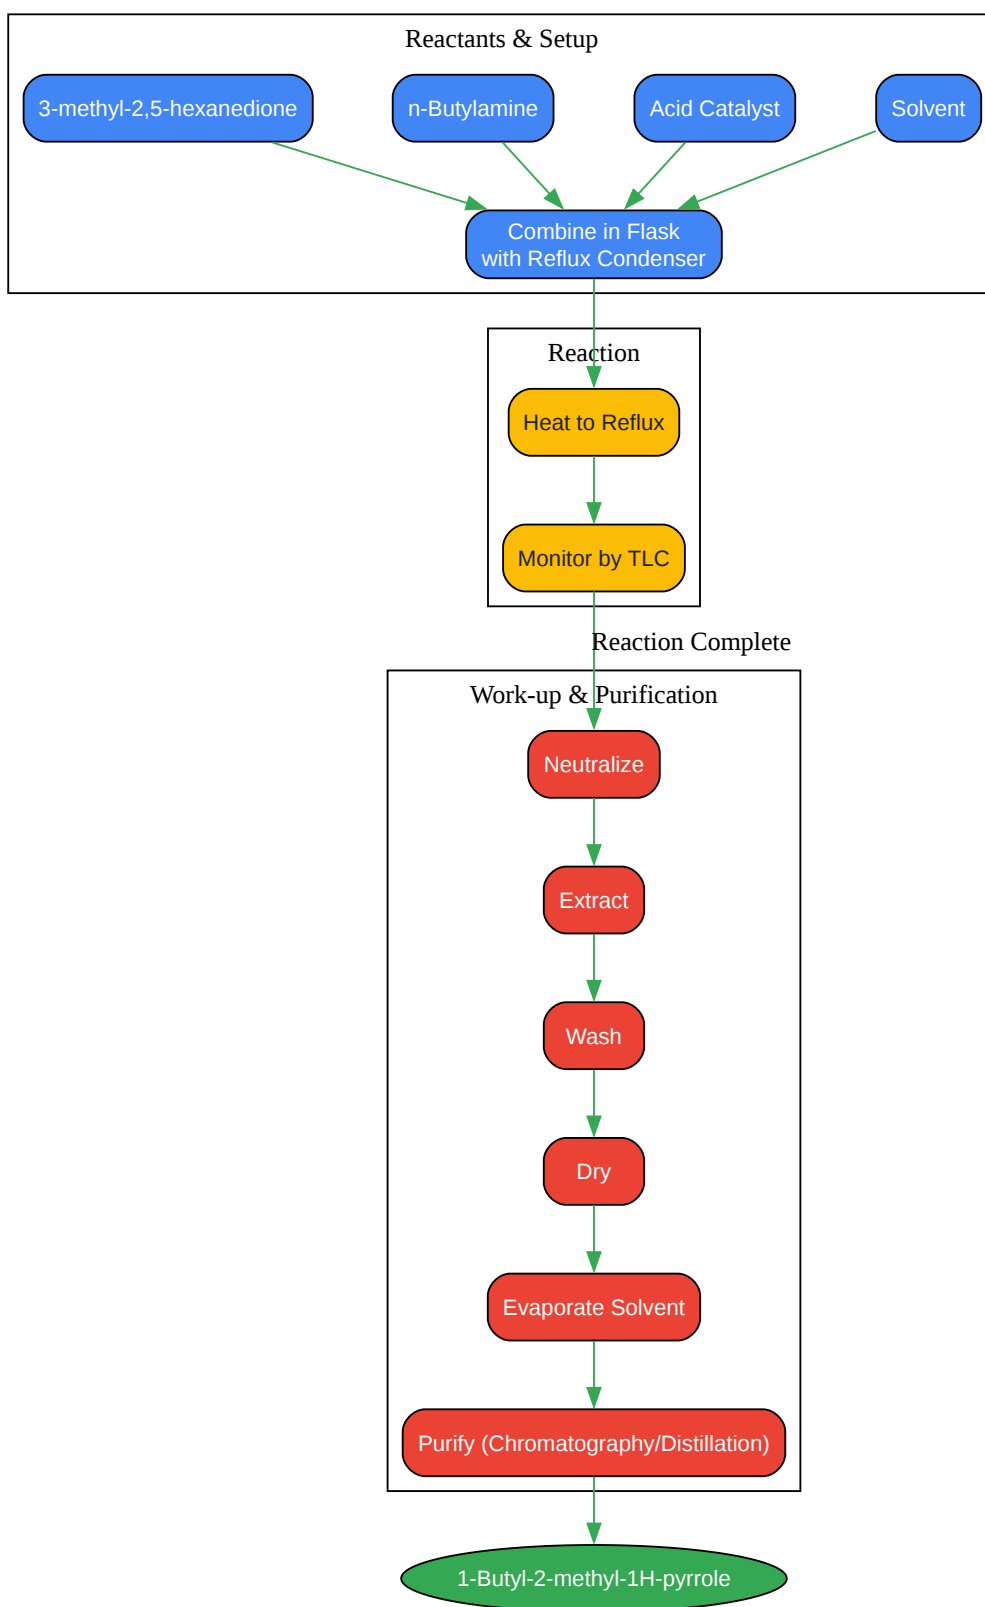 Reactants & Setup
3-methyl-2,5-hexanedione
n-Butylamine
Acid Catalyst
Solvent
Combine in Flask
with Reflux Condenser
Reaction
Heat to Reflux
Monitor by TLC
Reaction Complete
Work-up & Purification
Neutralize
Extract
Wash
Dry
Evaporate Solvent
Purify (Chromatography/Distillation)
1-Butyl-2-methyl-1H-pyrrole